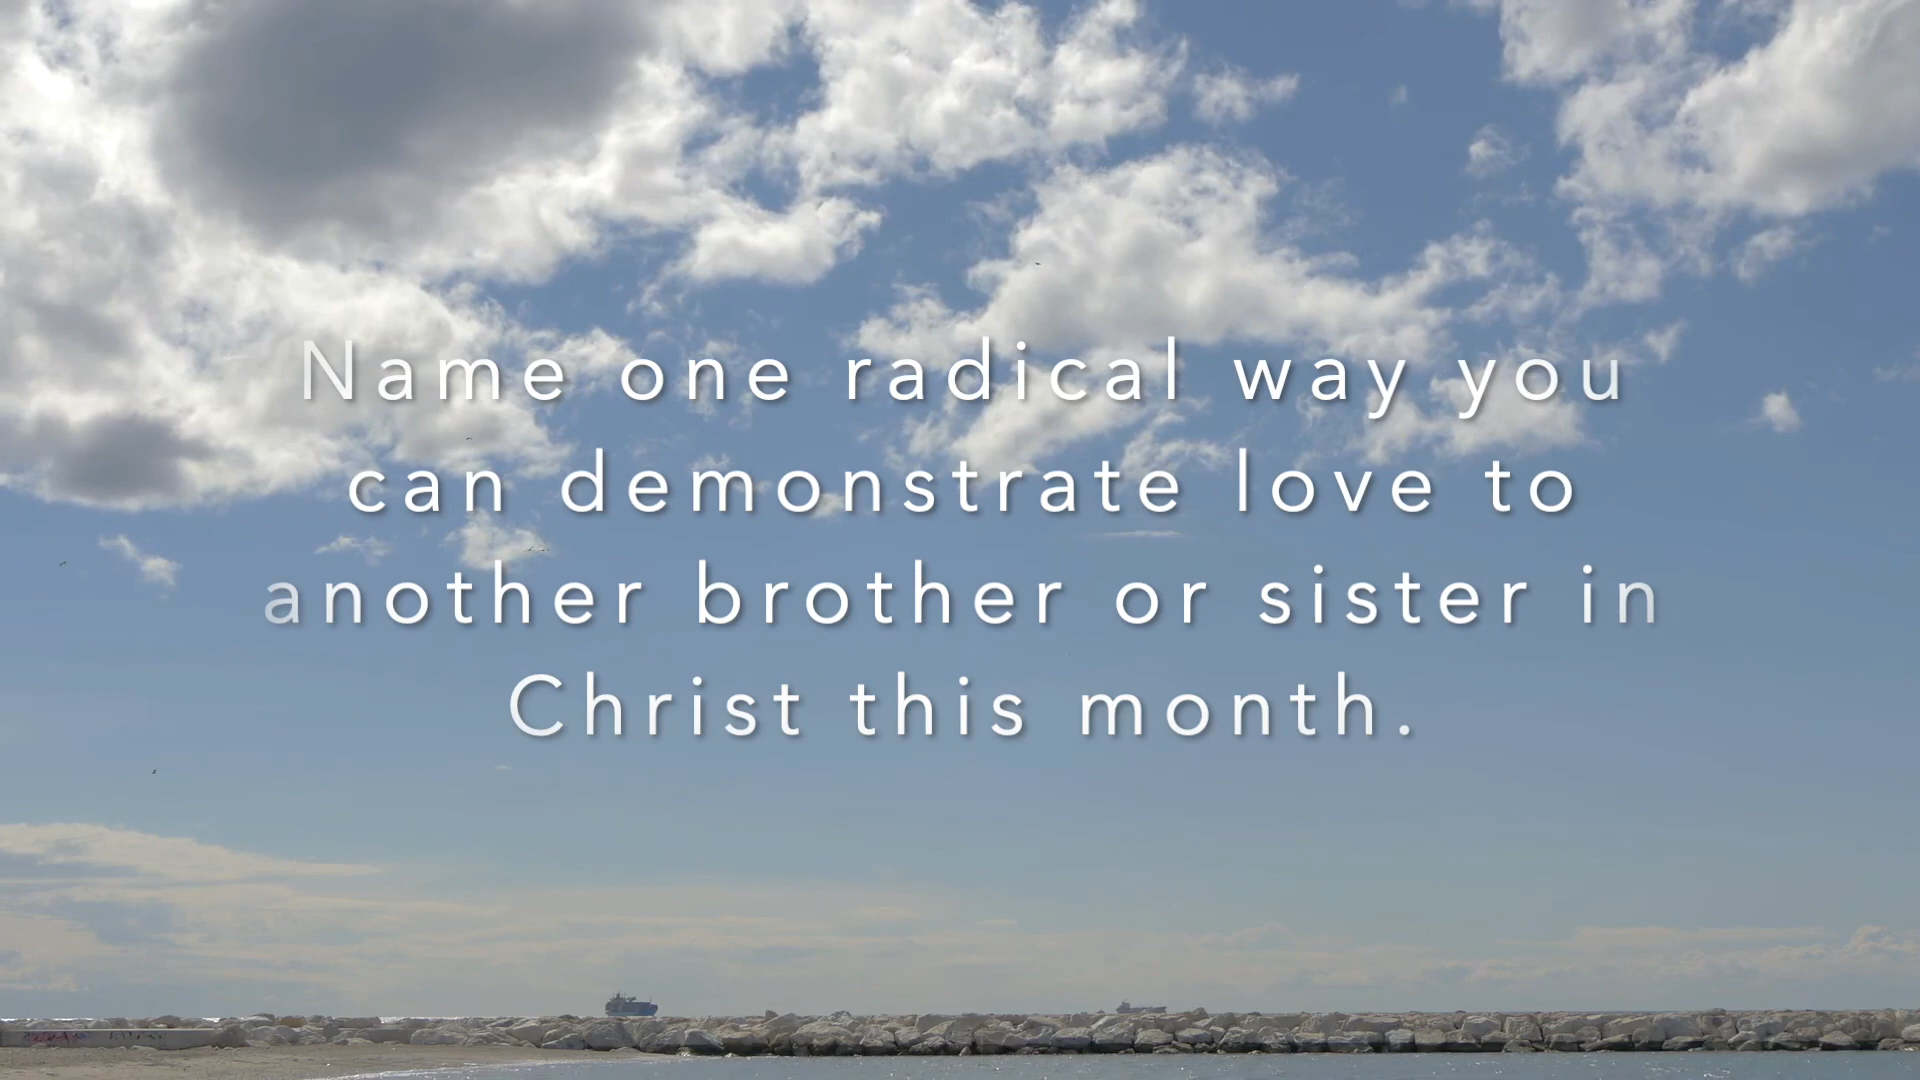 Name one radical way you
can demonstrate love to
another brother or sister in
Christ this month.